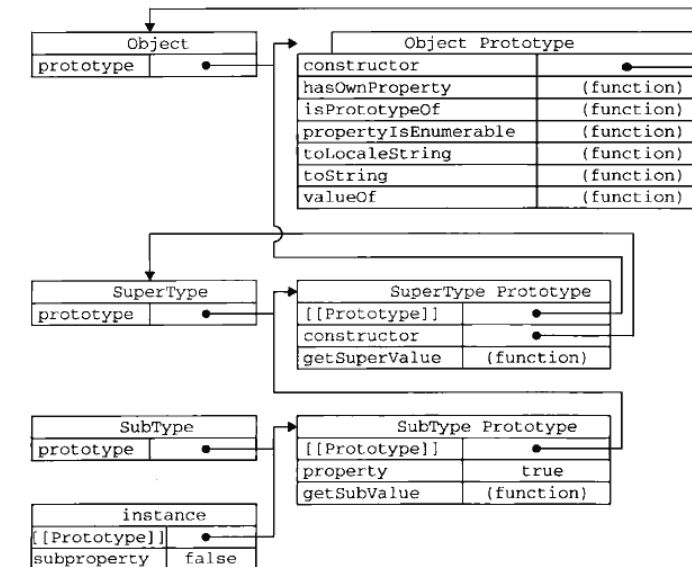 Object
prototype
Object Prototype
constructor
hasOwnProperty (function)
isPrototypeOf (function)
propertyIsEnumerable (function)
toLocaleString (function)
toString (function)
valueOf (function)
SuperType
prototype
SuperType Prototype
[[Prototype]]
constructor
getSuperValue (function)
SubType
prototype
SubType Prototype
[[Prototype]]
property true
getSubValue (function)
instance
[[Prototype]]
subproperty false